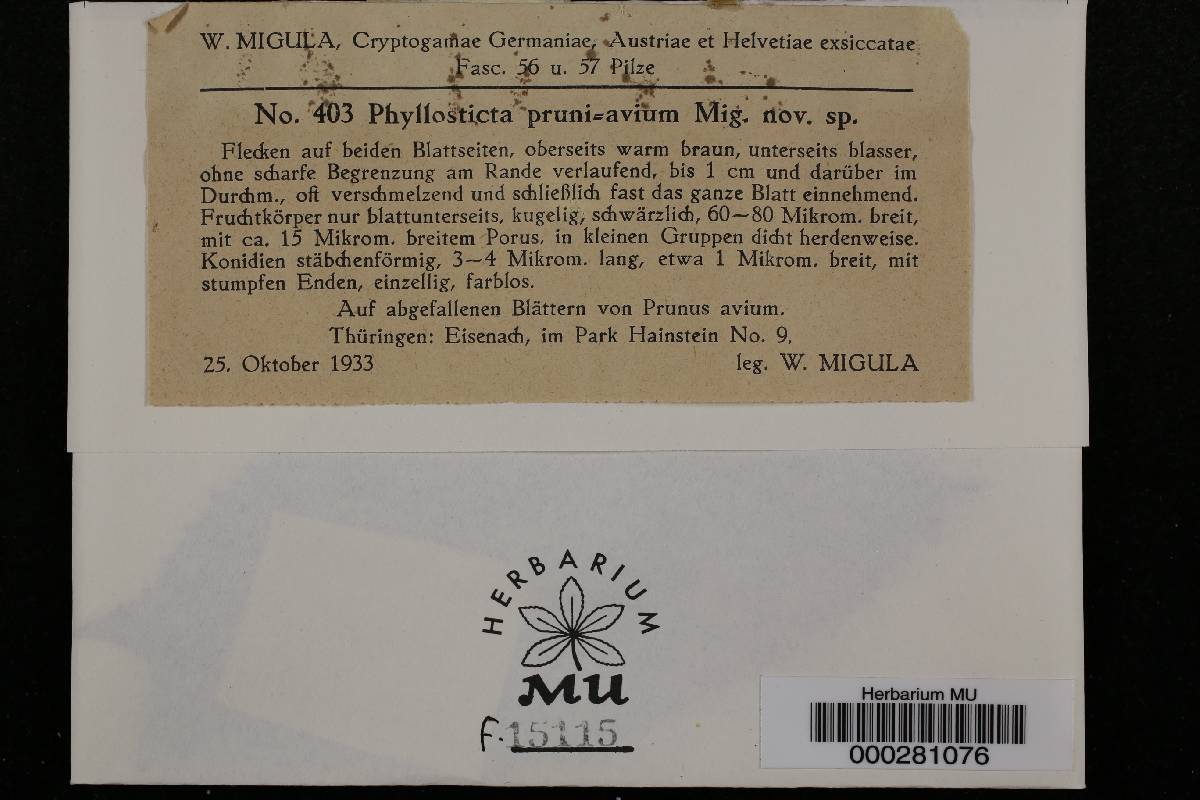 W. MIGULA, Cryptogamae Germaniae, Austriae et Helvetiae exsiccatae
Fasc. 56 u. 57 Pilze
No. 403 Phyllosticta pruni=avium Mig. nov. sp.
Flecken auf beiden Blattseiten, oberseits warm braun, unterseits blasser,
ohne scharfe Begrenzung am Rande verlaufend, bis 1 cm und darüber im
Durchm., oft verschmelzend und schließlich fast das ganze Blatt einnehmend.
Fruchtkörper nur blattunterseits, kugelig, schwärzlich, 60—80 Mikrom. breit,
mit ca. 15 Mikrom. breitem Porus, in kleinen Gruppen dicht herdenweise.
Konidien stäbchenförmig, 3—4 Mikrom. lang, etwa 1 Mikrom. breit, mit
stumpfen Enden, einzellig, farblos.
Auf abgefallenen Blättern von Prunus avium.
Thüringen: Eisenach, im Park Hainstein No. 9.
25. Oktober 1933 leg. W. MIGULA
HERBARIUM
MU
F.15115
Herbarium MU
000281076